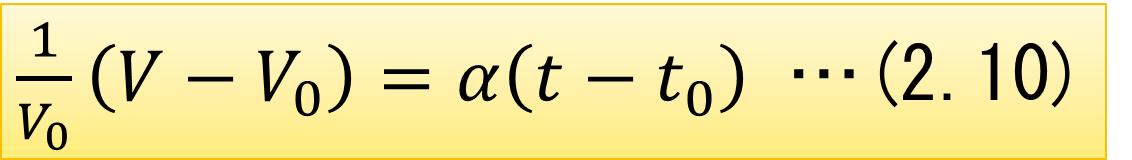 1/V₀ (V − V₀) = α(t − t₀) ⋯(2.10)